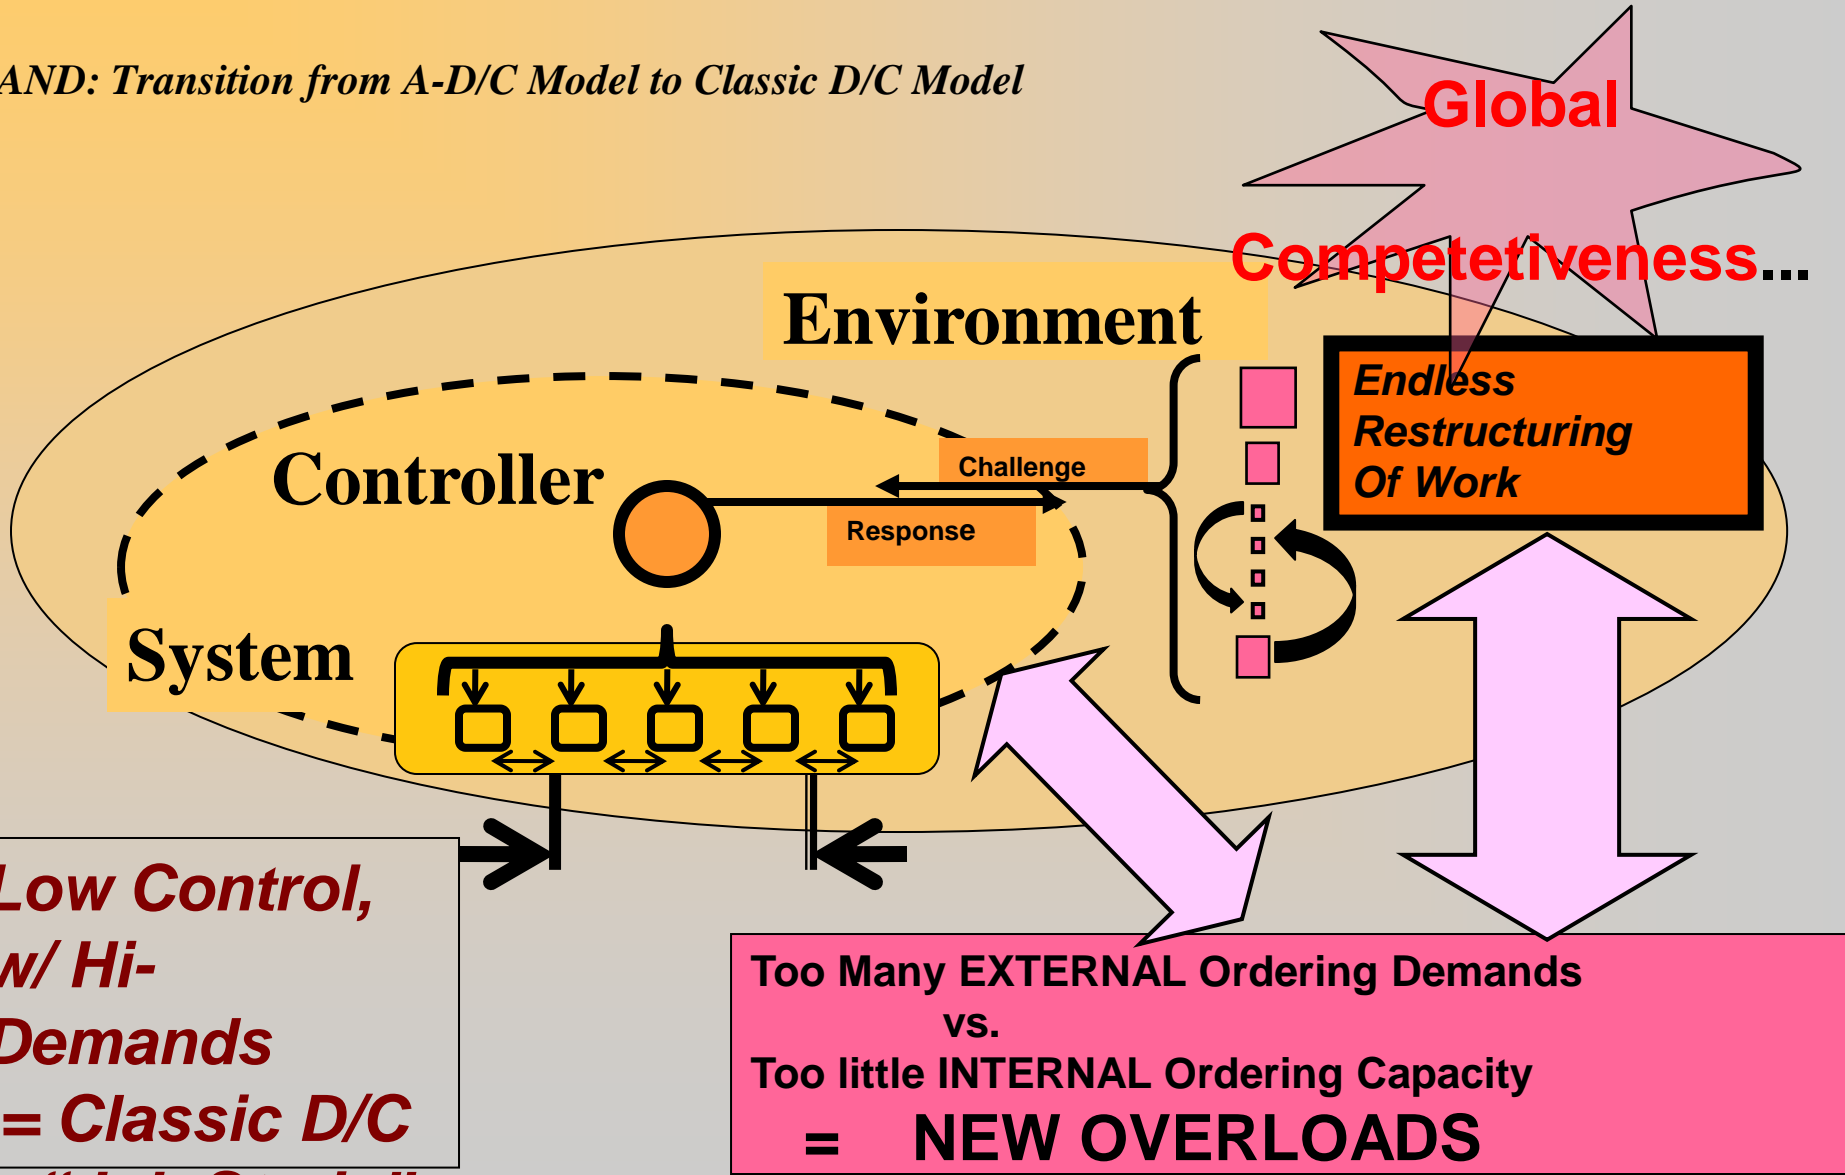 AND: Transition from A-D/C Model to Classic D/C Model
Global
Competetiveness...
Environment
Endless
Restructuring
Of Work
Controller
Challenge
Response
System
Low Control,
w/ Hi-
Demands
= Classic D/C
Too Many EXTERNAL Ordering Demands
vs.
Too little INTERNAL Ordering Capacity
= NEW OVERLOADS